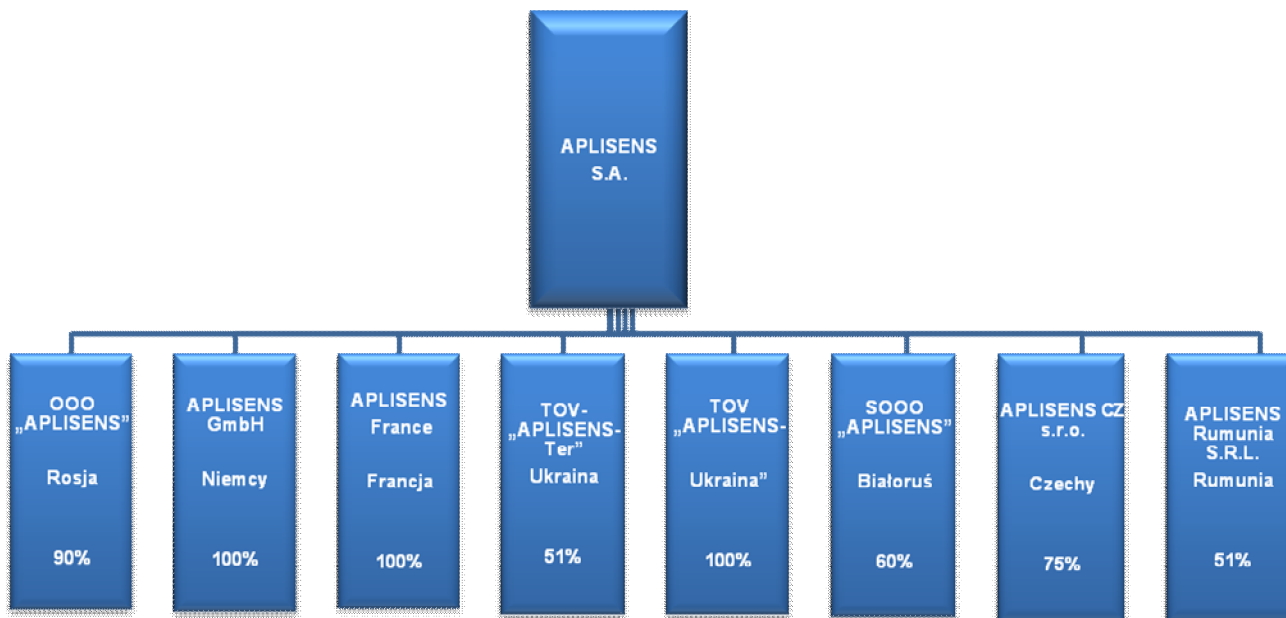 APLISENS
S.A.
OOO
„APLISENS”
Rosja
90%
APLISENS
GmbH
Niemcy
100%
APLISENS
France
Francja
100%
TOV-
„APLISENS-
Ter”
Ukraina
51%
TOV
„APLISENS-
Ukraina”
100%
SOOO
„APLISENS”
Białoruś
60%
APLISENS CZ
s.r.o.
Czechy
75%
APLISENS
Rumunia
S.R.L.
Rumunia
51%